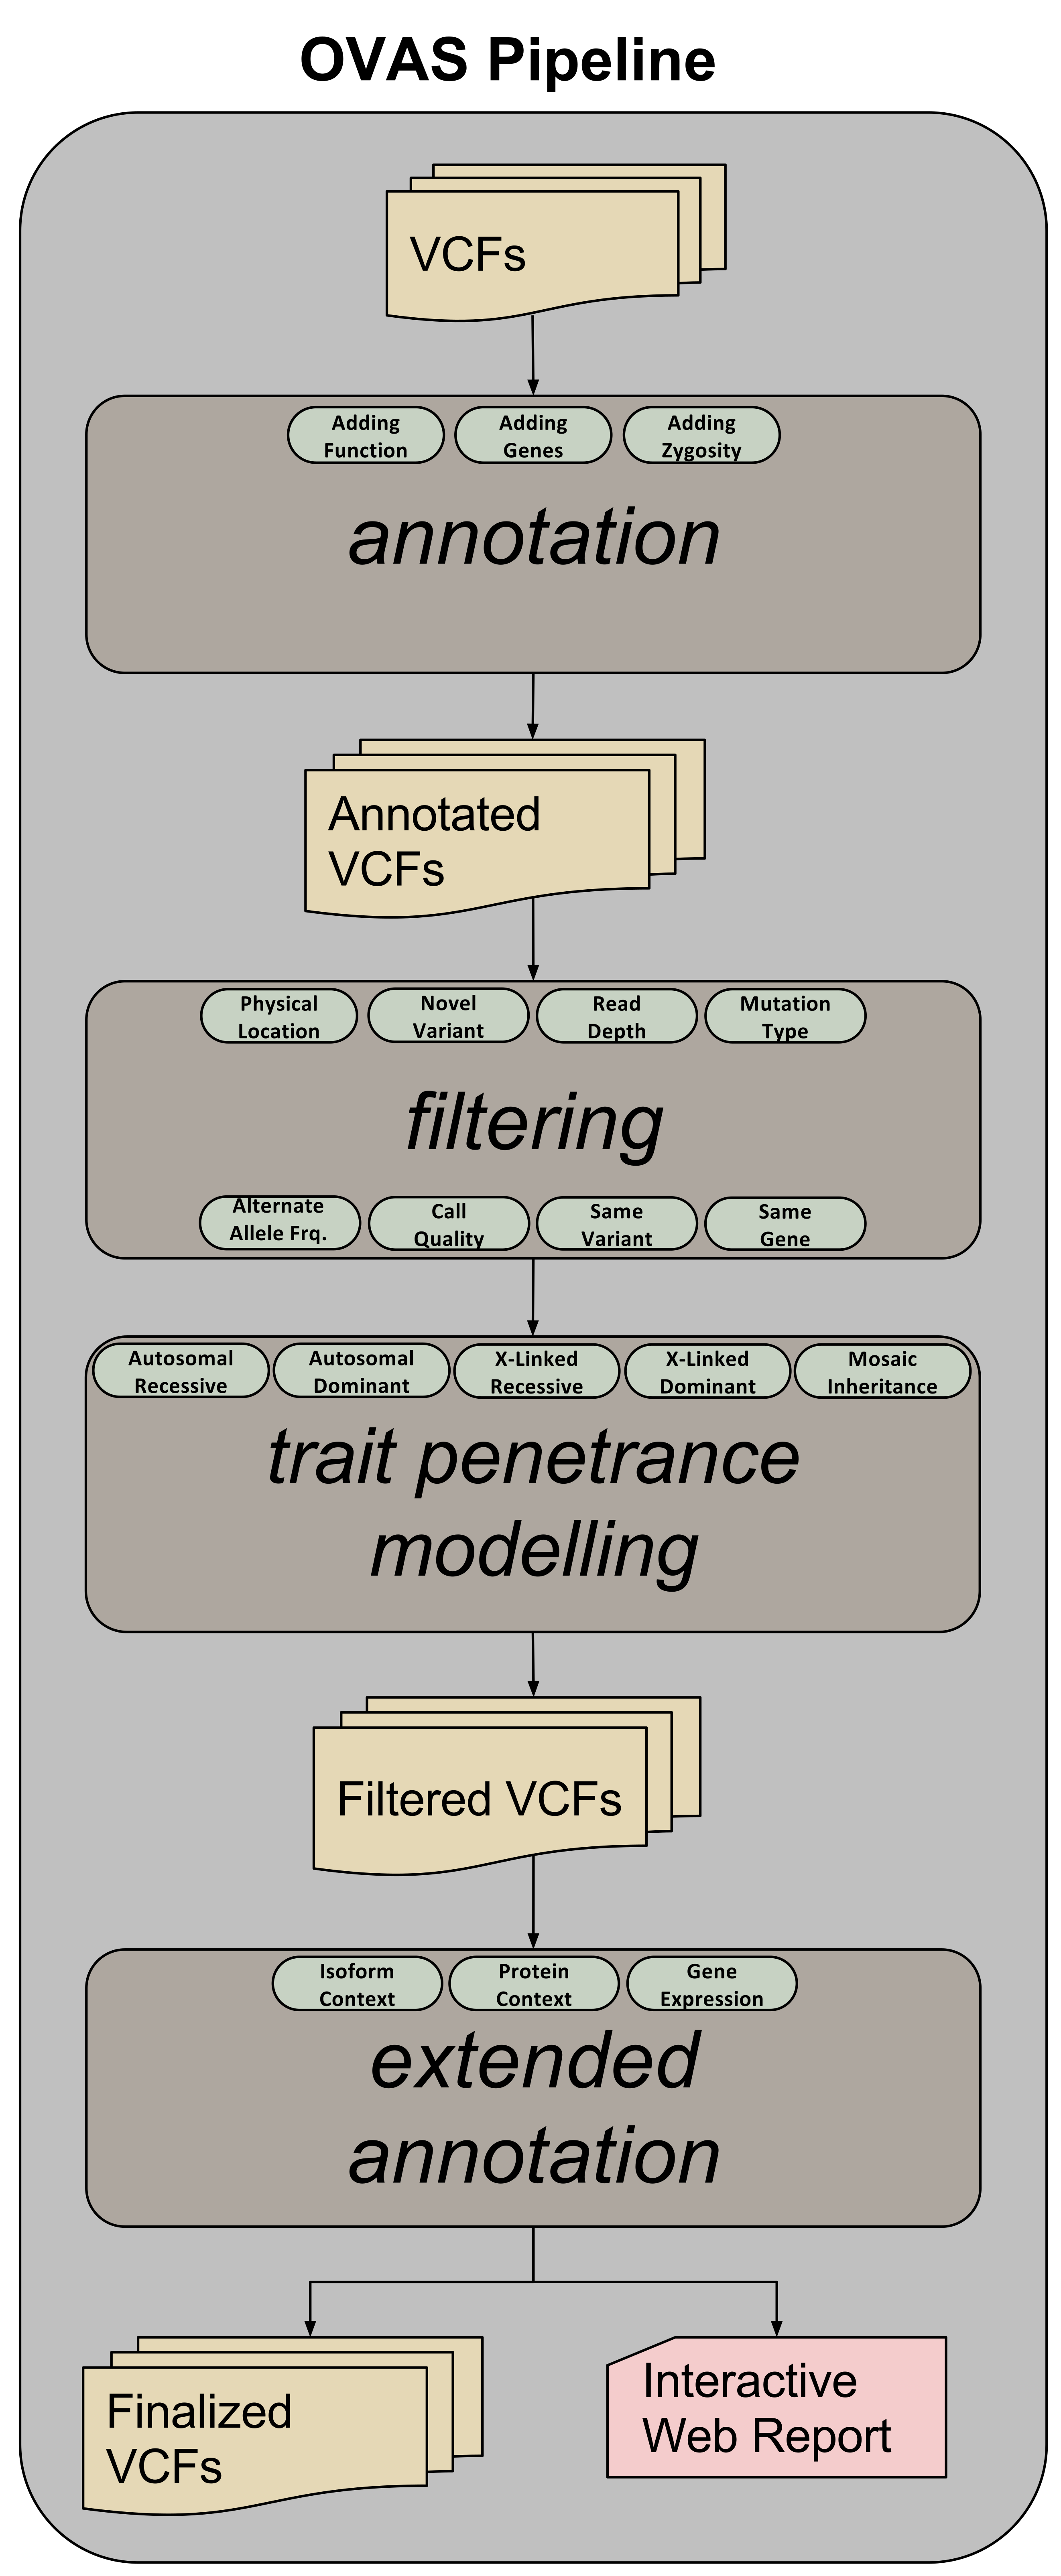 OVAS Pipeline
VCFs
Adding
Function
Adding
Genes
Adding
Zygosity
annotation
Annotated
VCFs
Physical
Location
Novel
Variant
Read
Depth
Mutation
Type
filtering
Alternate
Allele Frq.
Call
Quality
Same
Variant
Same
Gene
Autosomal
Recessive
Autosomal
Dominant
X-Linked
Recessive
X-Linked
Dominant
Mosaic
Inheritance
trait penetrance
modelling
Filtered VCFs
Isoform
Context
Protein
Context
Gene
Expression
extended
annotation
Finalized
VCFs
Interactive
Web Report